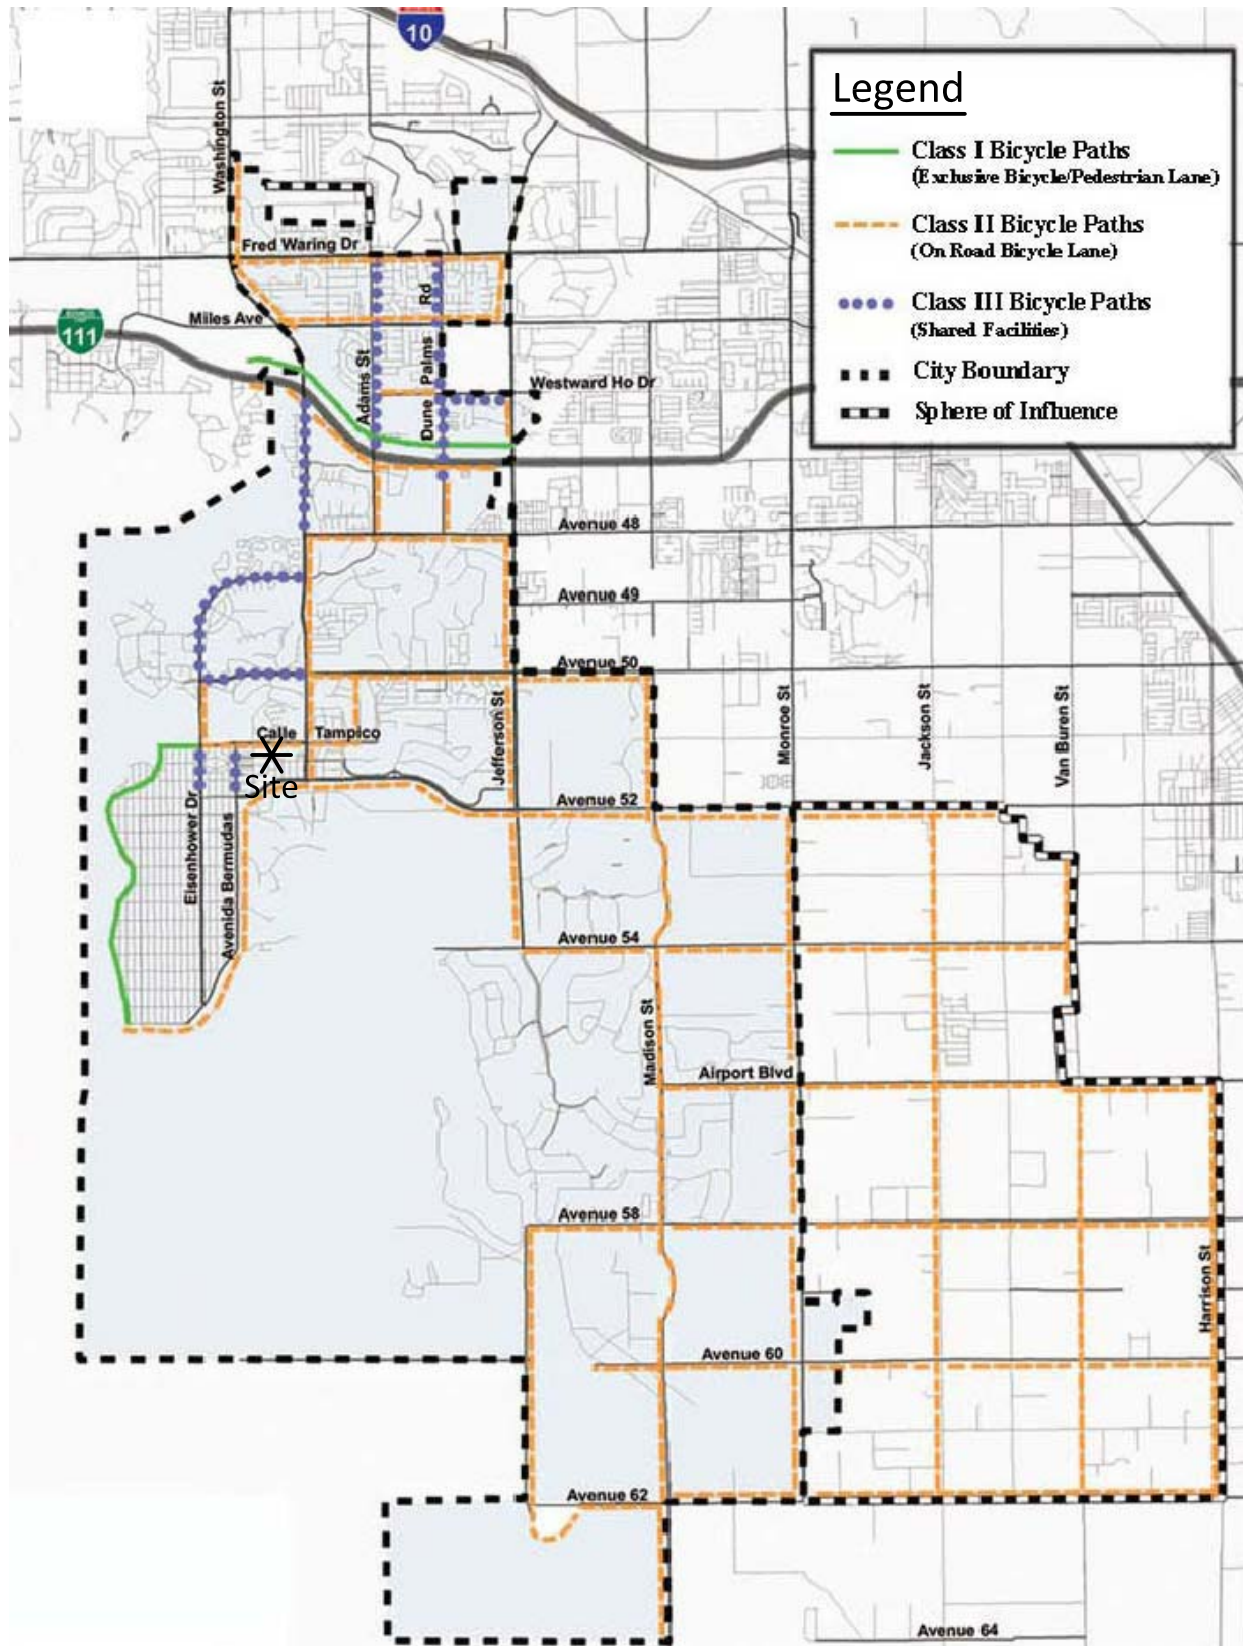 10
Legend
Class I Bicycle Paths
(Exclusive Bicycle/Pedestrian Lane)
Class II Bicycle Paths
(On Road Bicycle Lane)
Class III Bicycle Paths
(Shared Facilities)
City Boundary
Sphere of Influence
Washington St
Fred Waring Dr
Miles Ave
111
Adams St
Dune Palms Rd
Westward Ho Dr
Avenue 48
Avenue 49
Avenue 50
Jefferson St
Monroe St
Jackson St
Van Buren St
Calle Tampico
Site
Eisenhower Dr
Avenida Bermudas
Avenue 52
Avenue 54
Madison St
Airport Blvd
Avenue 58
Harrison St
Avenue 60
Avenue 62
Avenue 64